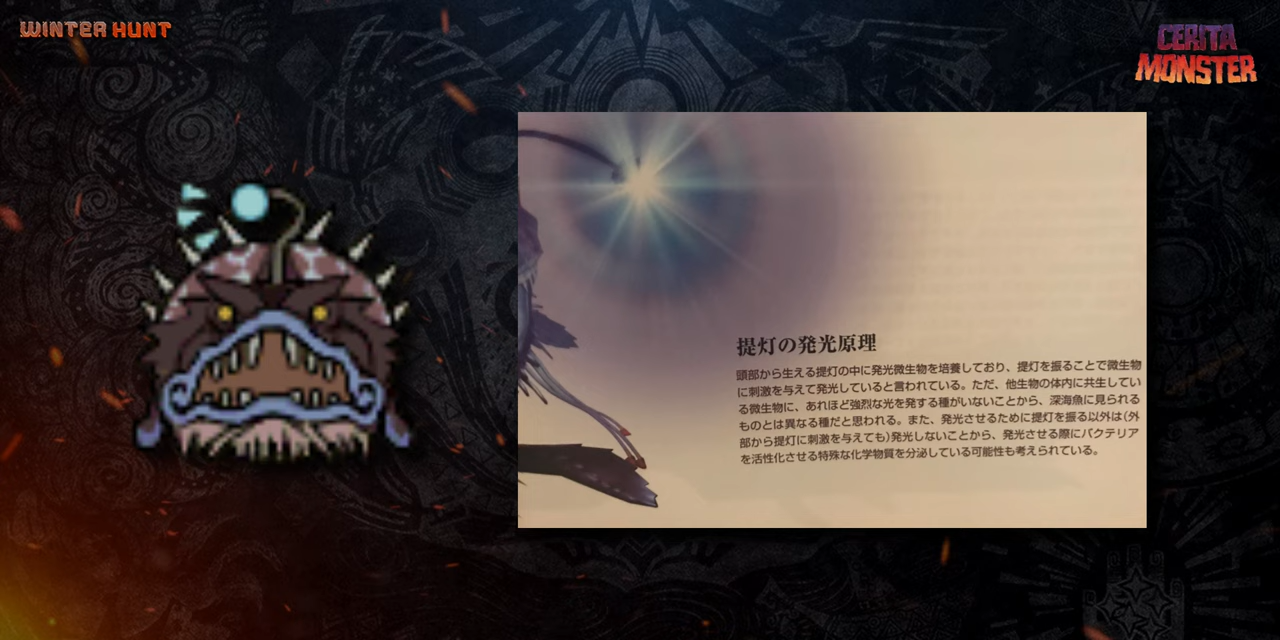 WINTER HUNT
CERITA
MONSTER
提灯の発光原理
頭部から生える提灯の中に発光微生物を培養しており、提灯を振ることで微生物
に刺激を与えて発光していると言われている。ただ、他生物の体内に共生してい
る微生物に、あれほど強烈な光を発する種がいないことから、深海魚に見られる
ものとは異なる種だと思われる。また、発光させるために提灯を振る以外は(外
部から提灯に刺激を与えても)発光しないことから、発光させる際にバクテリア
を活性化させる特殊な化学物質を分泌している可能性も考えられている。